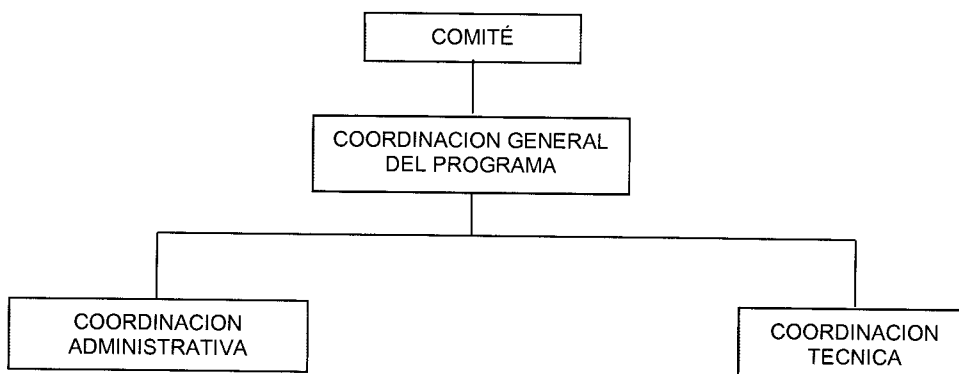 COMITÉ
COORDINACION GENERAL
DEL PROGRAMA
COORDINACION
ADMINISTRATIVA
COORDINACION
TECNICA